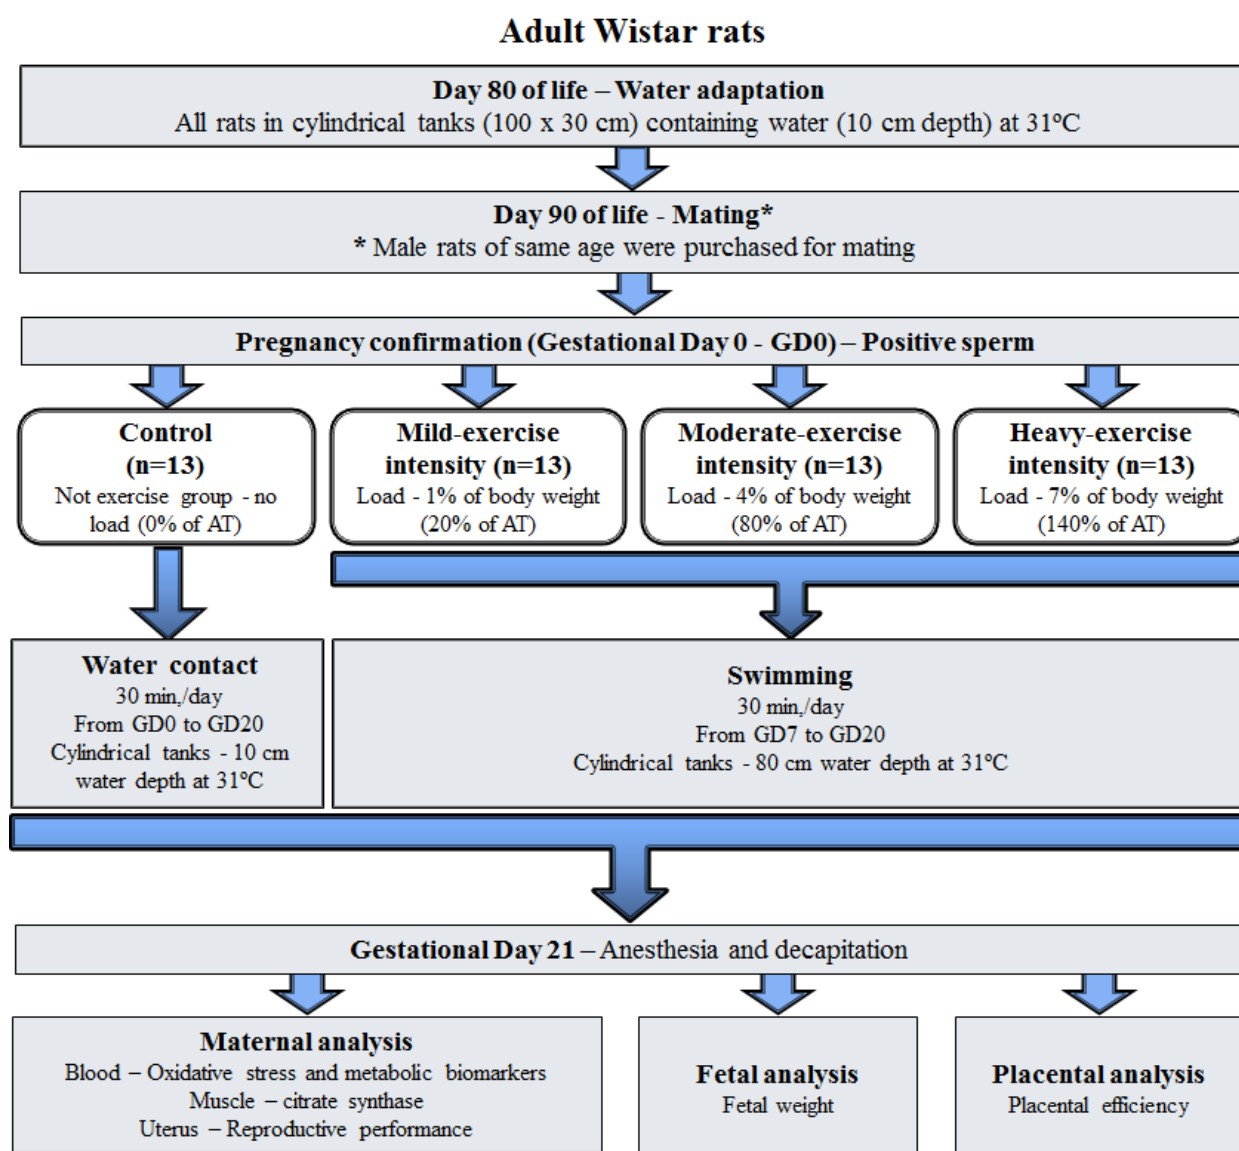 Adult Wistar rats
Day 80 of life – Water adaptation
All rats in cylindrical tanks (100 x 30 cm) containing water (10 cm depth) at 31ºC
Day 90 of life - Mating*
* Male rats of same age were purchased for mating
Pregnancy confirmation (Gestational Day 0 - GD0) – Positive sperm
Control
(n=13)
Not exercise group - no
load (0% of AT)
Mild-exercise
intensity (n=13)
Load - 1% of body weight
(20% of AT)
Moderate-exercise
intensity (n=13)
Load - 4% of body weight
(80% of AT)
Heavy-exercise
intensity (n=13)
Load - 7% of body weight
(140% of AT)
Water contact
30 min,/day
From GD0 to GD20
Cylindrical tanks - 10 cm
water depth at 31ºC
Swimming
30 min,/day
From GD7 to GD20
Cylindrical tanks - 80 cm water depth at 31ºC
Gestational Day 21 – Anesthesia and decapitation
Maternal analysis
Blood – Oxidative stress and metabolic biomarkers
Muscle – citrate synthase
Uterus – Reproductive performance
Fetal analysis
Fetal weight
Placental analysis
Placental efficiency